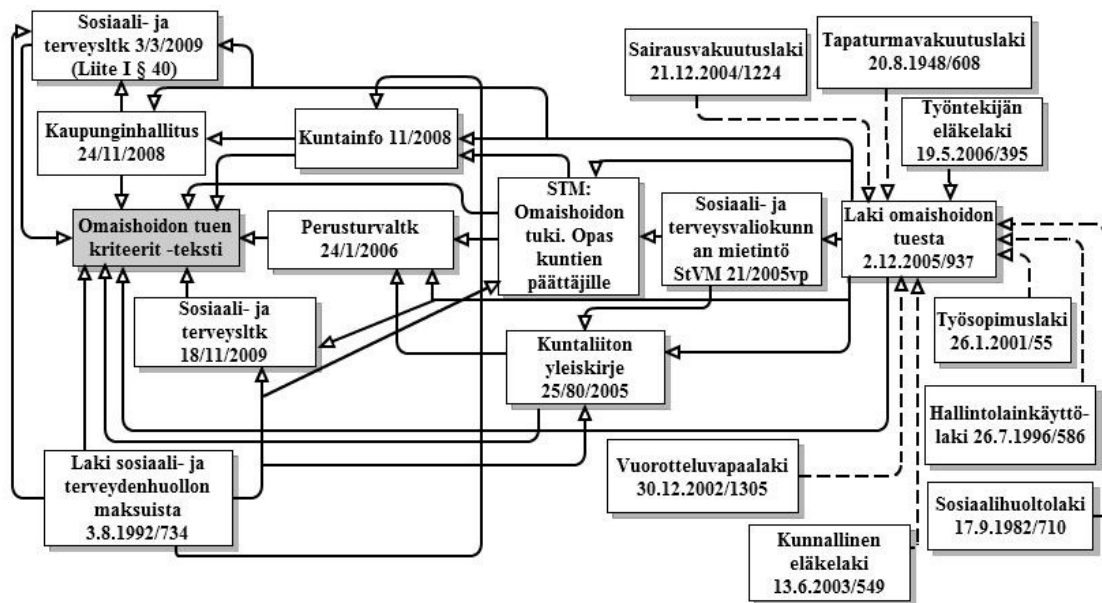 Sosiaali- ja
terveysltk 3/3/2009
(Liite I § 40)
Sairausvakuutuslaki
21.12.2004/1224
Tapaturmavakuutuslaki
20.8.1948/608
Kaupunginhallitus
24/11/2008
Kuntainfo 11/2008
Työntekijän
eläkelaki
19.5.2006/395
Omaishoidon tuen
kriteerit -teksti
Perusturvaltk
24/1/2006
STM:
Omaishoidon
tuki. Opas
kuntien
päättäjille
Sosiaali- ja
terveysvaliokun
nan mietintö
StVM 21/2005vp
Laki omaishoidon
tuesta
2.12.2005/937
Sosiaali- ja
terveysltk
18/11/2009
Kuntaliiton
yleiskirje
25/80/2005
Työsopimuslaki
26.1.2001/55
Hallintolainkäyttö-
laki 26.7.1996/586
Laki sosiaali- ja
terveydenhuollon
maksuista
3.8.1992/734
Vuorotteluvapaalaki
30.12.2002/1305
Sosiaalihuoltolaki
17.9.1982/710
Kunnallinen
eläkelaki
13.6.2003/549